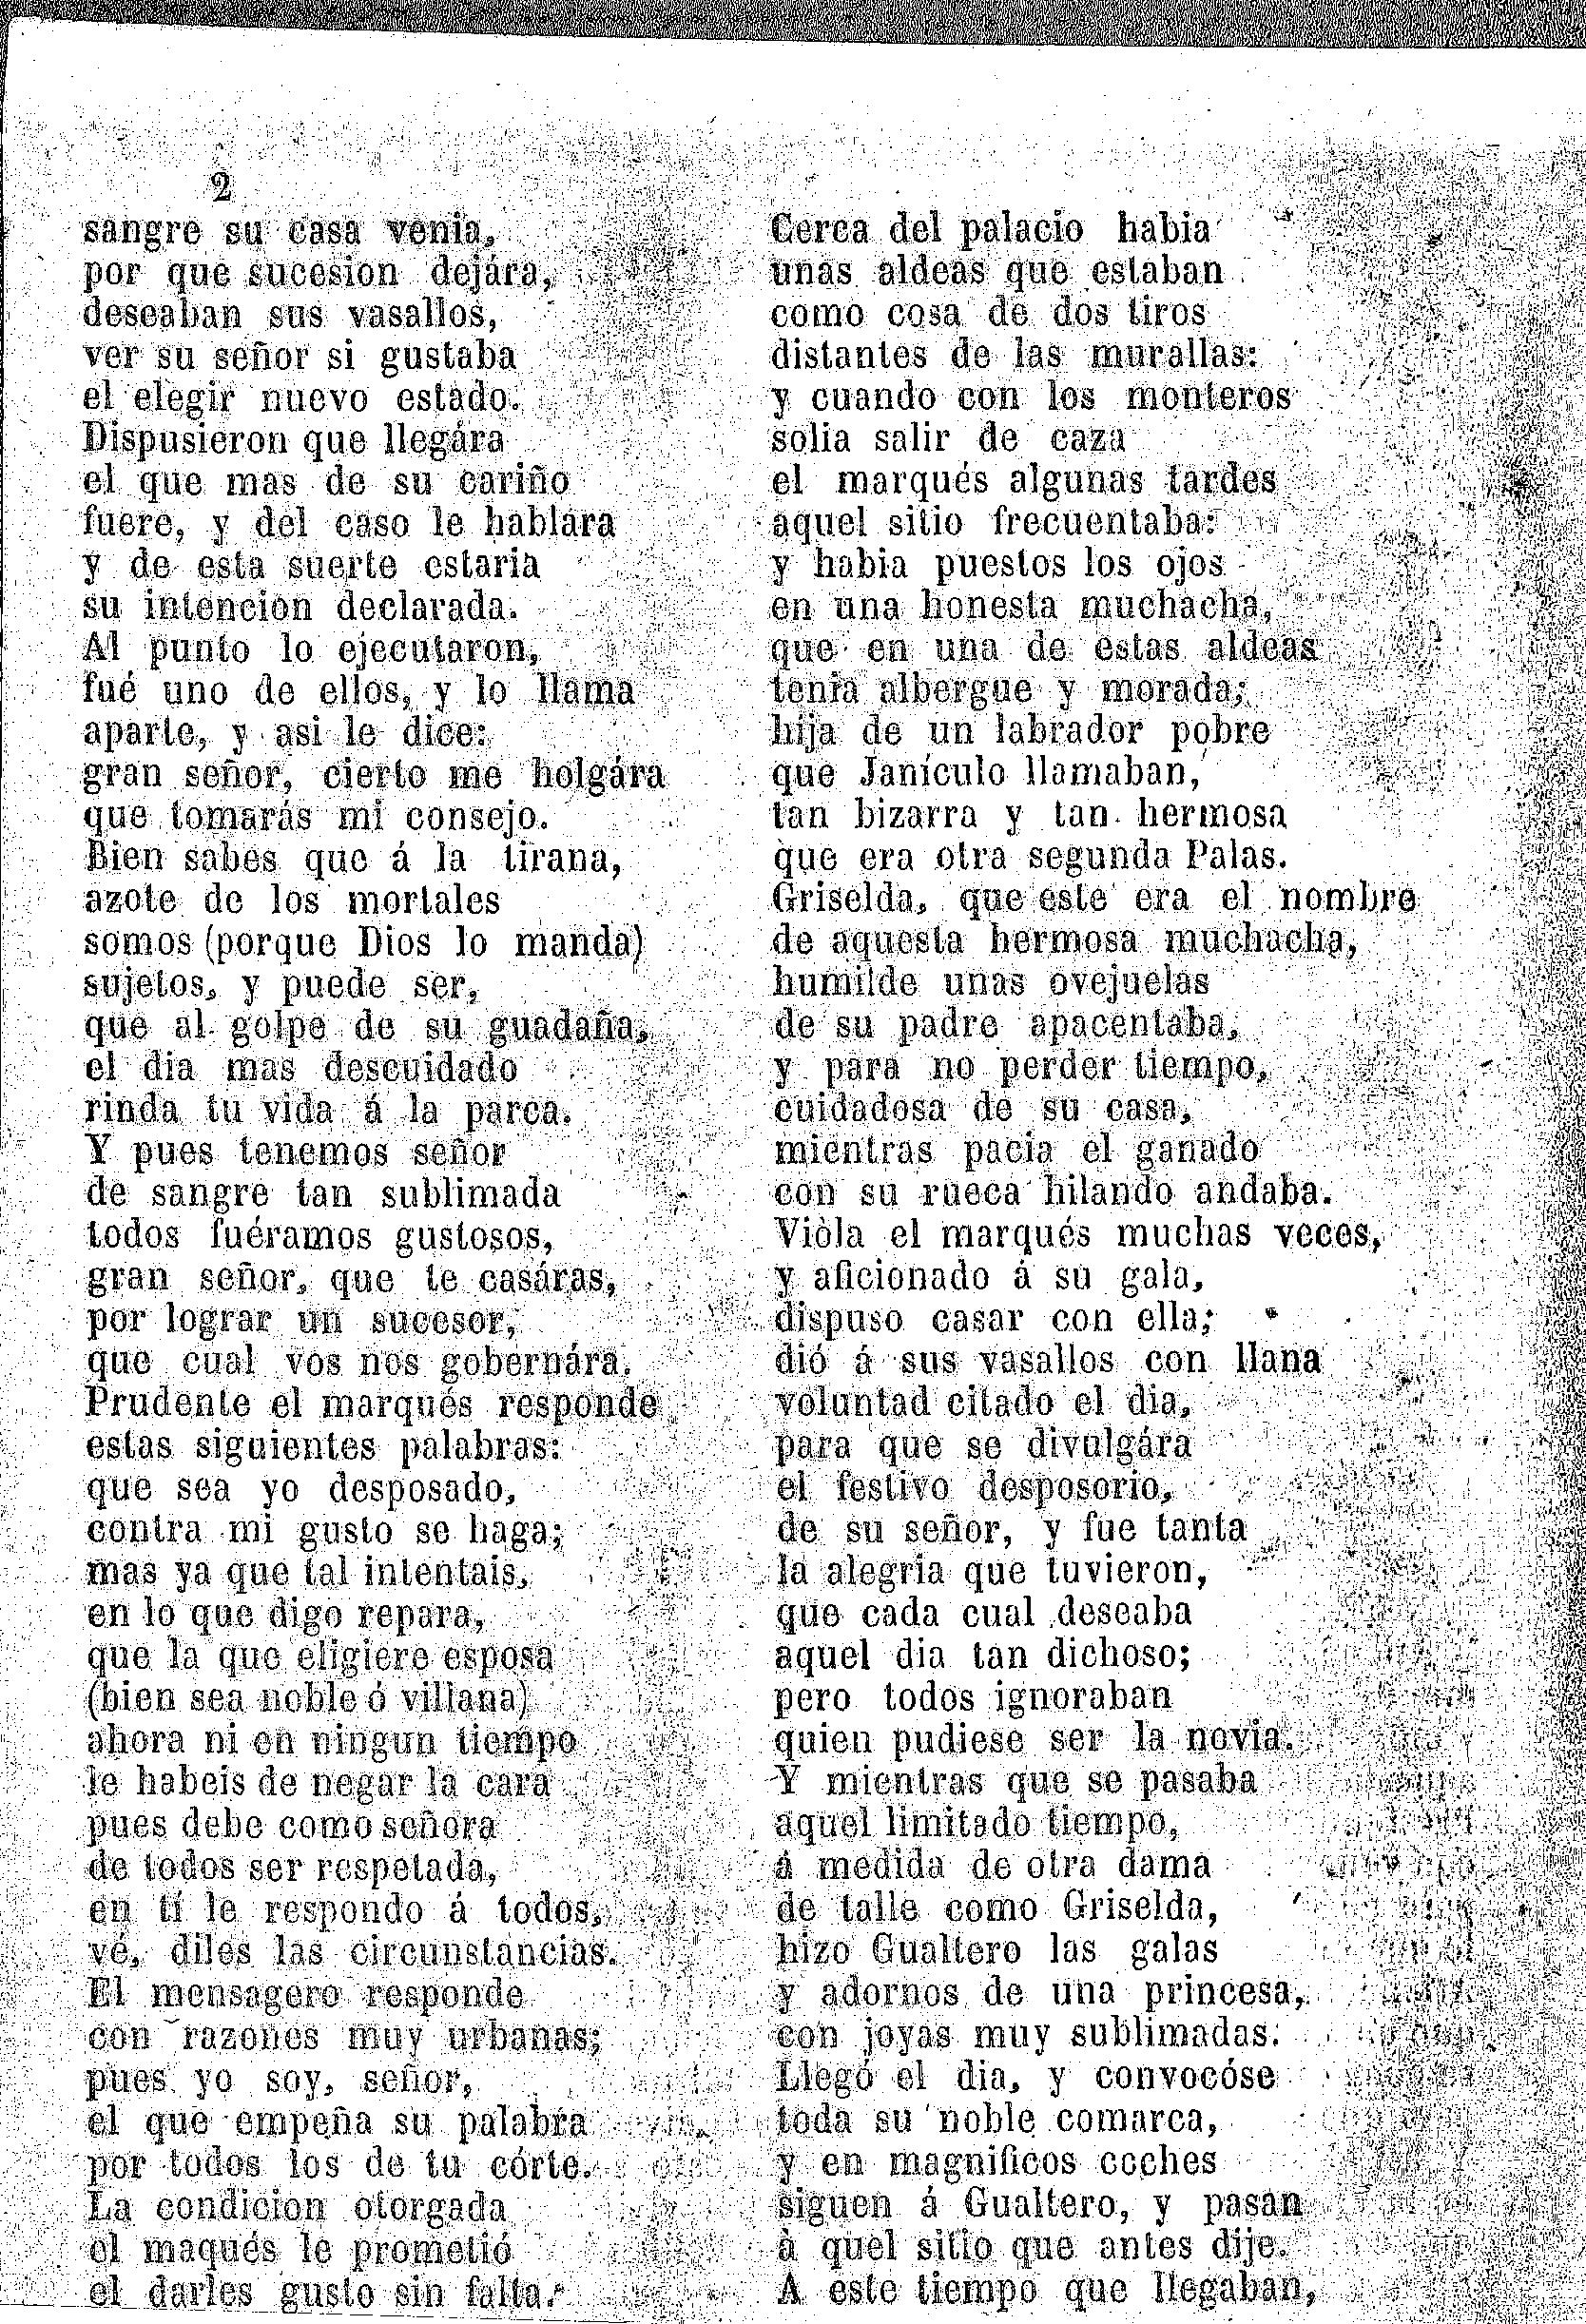 2
sangre su casa venia,
por que sucesion dejára,
deseaban sus vasallos,
ver su señor si gustaba
el elegir nuevo estado.
Dispusieron que llegára
el que mas de su cariño
fuere, y del caso le hablara
y de esta suerte estaria
su intencion declarada.
Al punto lo ejecutaron,
fué uno de ellos, y lo llama
aparte, y asi le dice:
gran señor, cierto me holgára
que tomarás mi consejo.
Bien sabes que á la tirana,
azote de los mortales
somos (porque Dios lo manda)
sujetos, y puede ser,
que al golpe de su guadaña,
el dia mas descuidado
rinda tu vida á la parca.
Y pues tenemos señor
de sangre tan sublimada
todos fuéramos gustosos,
gran señor, que te casáras,
por lograr un sucesor,
que cual vos nos gobernára.
Prudente el marqués responde
estas siguientes palabras:
que sea yo desposado,
contra mi gusto se haga;
mas ya que tal intentais,
en lo que digo repara,
que la que eligiere esposa
(bien sea noble ó villana)
ahora ni en ningun tiempo
le habeis de negar la cara
pues debe como señora
de todos ser respetada,
en tí le respondo á todos,
vé, diles las circunstancias.
El mensagero responde
con razones muy urbanas;
pues yo soy, señor,
el que empeña su palabra
por todos los de tu córte.
La condicion otorgada
el maqués le prometió
el darles gusto sin falta.
Cerca del palacio habia
unas aldeas que estaban
como cosa de dos tiros
distantes de las murallas:
y cuando con los monteros
solia salir de caza
el marqués algunas tardes
aquel sitio frecuentaba:
y habia puestos los ojos
en una honesta muchacha,
que en una de estas aldeas
tenia albergue y morada;
hija de un labrador pobre
que Janículo llamaban,
tan bizarra y tan hermosa
que era otra segunda Palas.
Griselda, que este era el nombre
de aquesta hermosa muchacha,
humilde unas ovejuelas
de su padre apacentaba,
y para no perder tiempo,
cuidadosa de su casa,
mientras pacia el ganado
con su rueca hilando andaba.
Viòla el marqués muchas veces,
y aficionado á su gala,
dispuso casar con ella;
dió á sus vasallos con llana
voluntad citado el dia,
para que se divulgára
el festivo desposorio,
de su señor, y fue tanta
la alegria que tuvieron,
que cada cual deseaba
aquel dia tan dichoso;
pero todos ignoraban
quien pudiese ser la novia.
Y mientras que se pasaba
aquel limitado tiempo,
á medida de otra dama
de talle como Griselda,
hizo Gualtero las galas
y adornos de una princesa,
con joyas muy sublimadas.
Llegó el dia, y convocóse
toda su noble comarca,
y en magnificos coches
siguen á Gualtero, y pasan
à quel sitio que antes dije.
A este tiempo que llegaban,